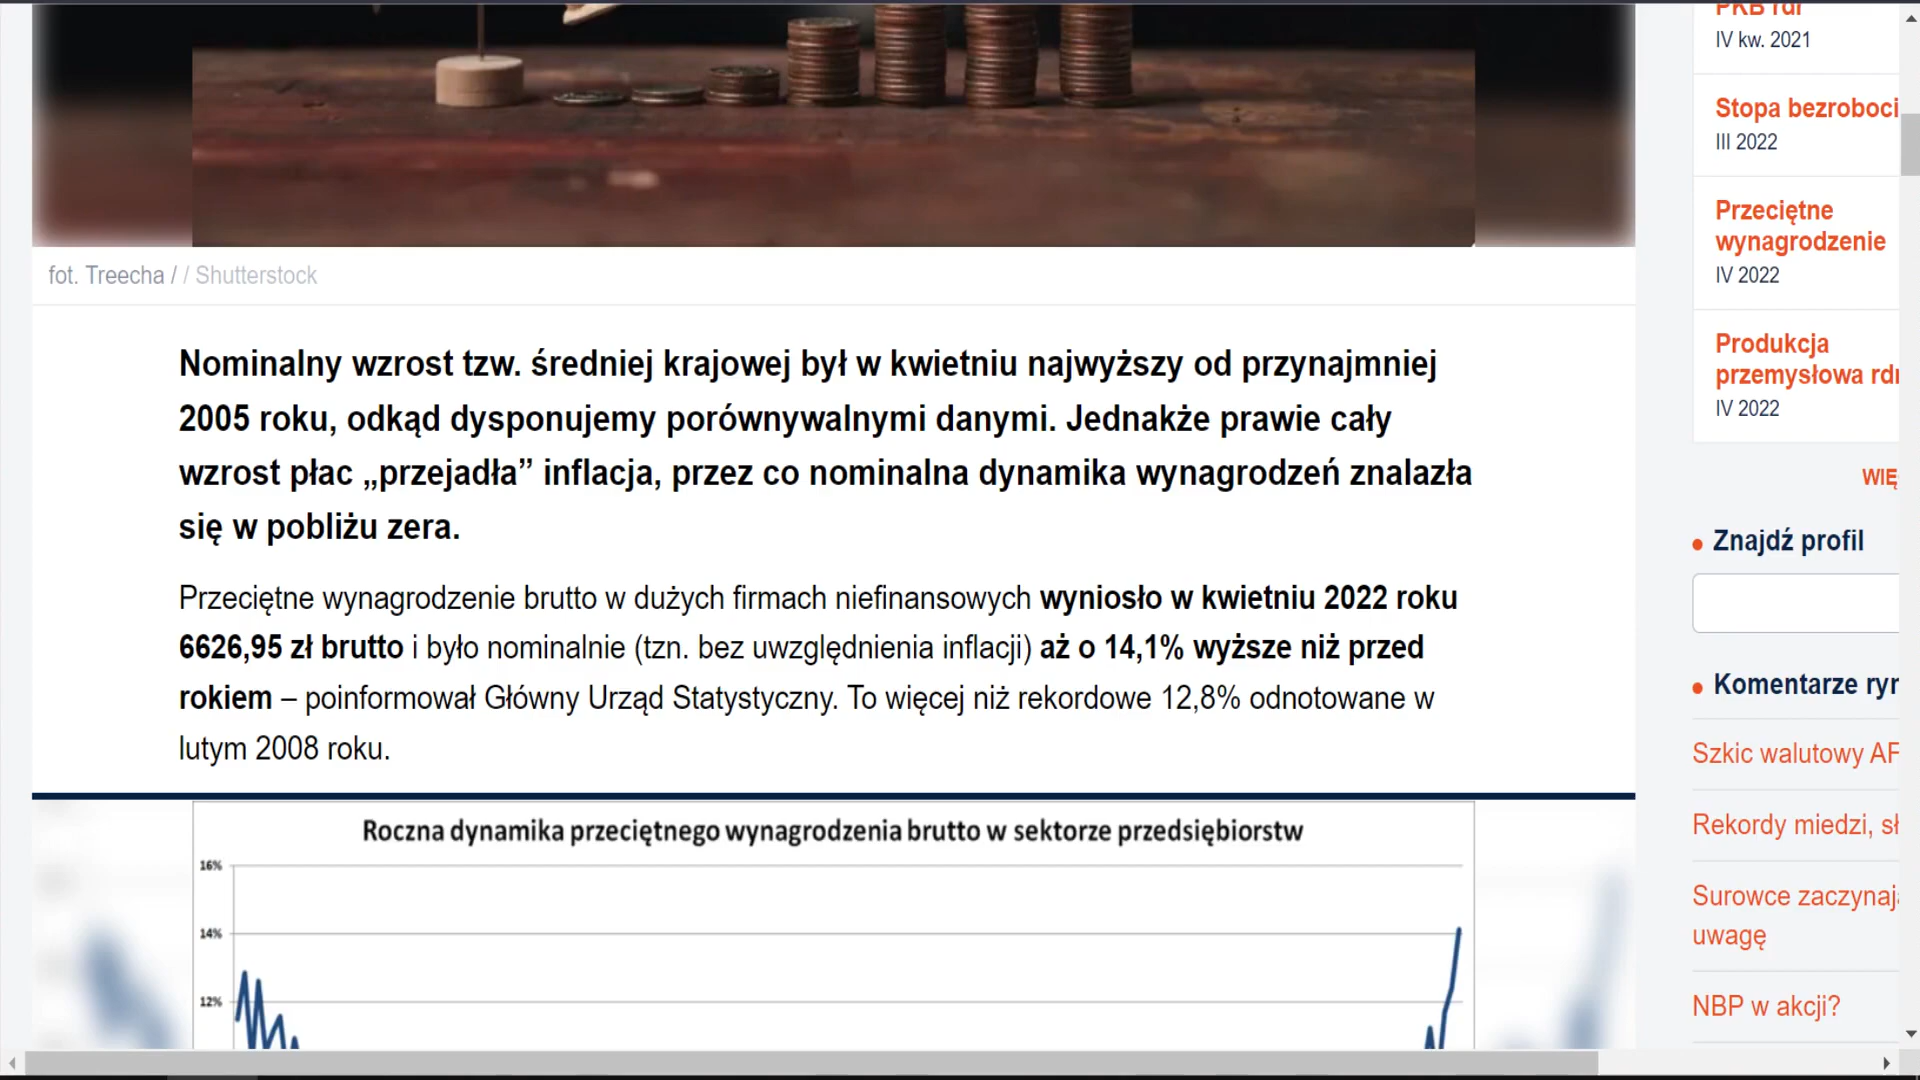 fot. Treecha / / Shutterstock
Nominalny wzrost tzw. średniej krajowej był w kwietniu najwyższy od przynajmniej
2005 roku, odkąd dysponujemy porównywalnymi danymi. Jednakże prawie cały
wzrost płac „przejadła” inflacja, przez co nominalna dynamika wynagrodzeń znalazła
się w pobliżu zera.
Przeciętne wynagrodzenie brutto w dużych firmach niefinansowych wyniosło w kwietniu 2022 roku
6626,95 zł brutto i było nominalnie (tzn. bez uwzględnienia inflacji) aż o 14,1% wyższe niż przed
rokiem – poinformował Główny Urząd Statystyczny. To więcej niż rekordowe 12,8% odnotowane w
lutym 2008 roku.
Roczna dynamika przeciętnego wynagrodzenia brutto w sektorze przedsiębiorstw
16%
14%
12%
PKB rdr
IV kw. 2021
Stopa bezroboci
III 2022
Przeciętne
wynagrodzenie
IV 2022
Produkcja
przemysłowa rdr
IV 2022
WIĘ
Znajdź profil
Komentarze ryn
Szkic walutowy AF
Rekordy miedzi, sł
Surowce zaczynają
uwagę
NBP w akcji?